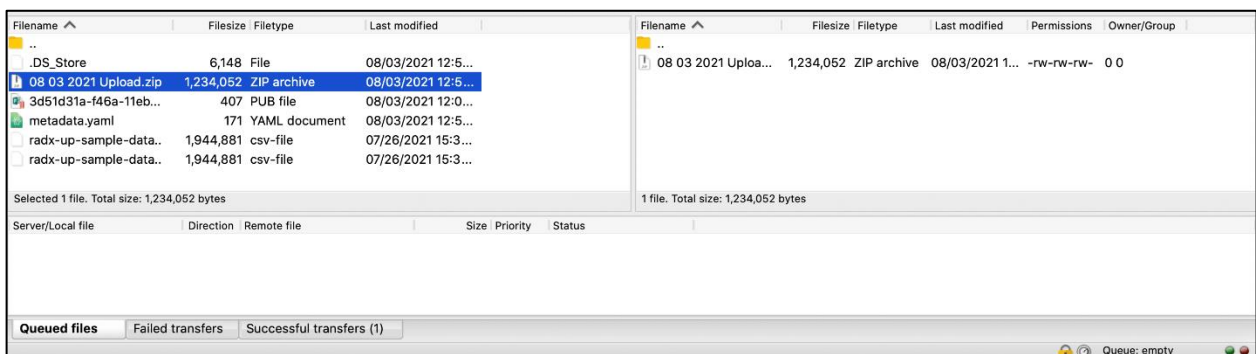 Filename Filesize Filetype Last modified
..
.DS_Store 6,148 File 08/03/2021 12:5...
08 03 2021 Upload.zip 1,234,052 ZIP archive 08/03/2021 12:5...
3d51d31a-f46a-11eb... 407 PUB file 08/03/2021 12:0...
metadata.yaml 171 YAML document 08/03/2021 12:5...
radx-up-sample-data.. 1,944,881 csv-file 07/26/2021 15:3...
radx-up-sample-data.. 1,944,881 csv-file 07/26/2021 15:3...
Selected 1 file. Total size: 1,234,052 bytes
Filename Filesize Filetype Last modified Permissions Owner/Group
..
08 03 2021 Uploa... 1,234,052 ZIP archive 08/03/2021 1... -rw-rw-rw- 0 0
1 file. Total size: 1,234,052 bytes
Server/Local file Direction Remote file Size Priority Status
Queued files Failed transfers Successful transfers (1)
Queue: empty